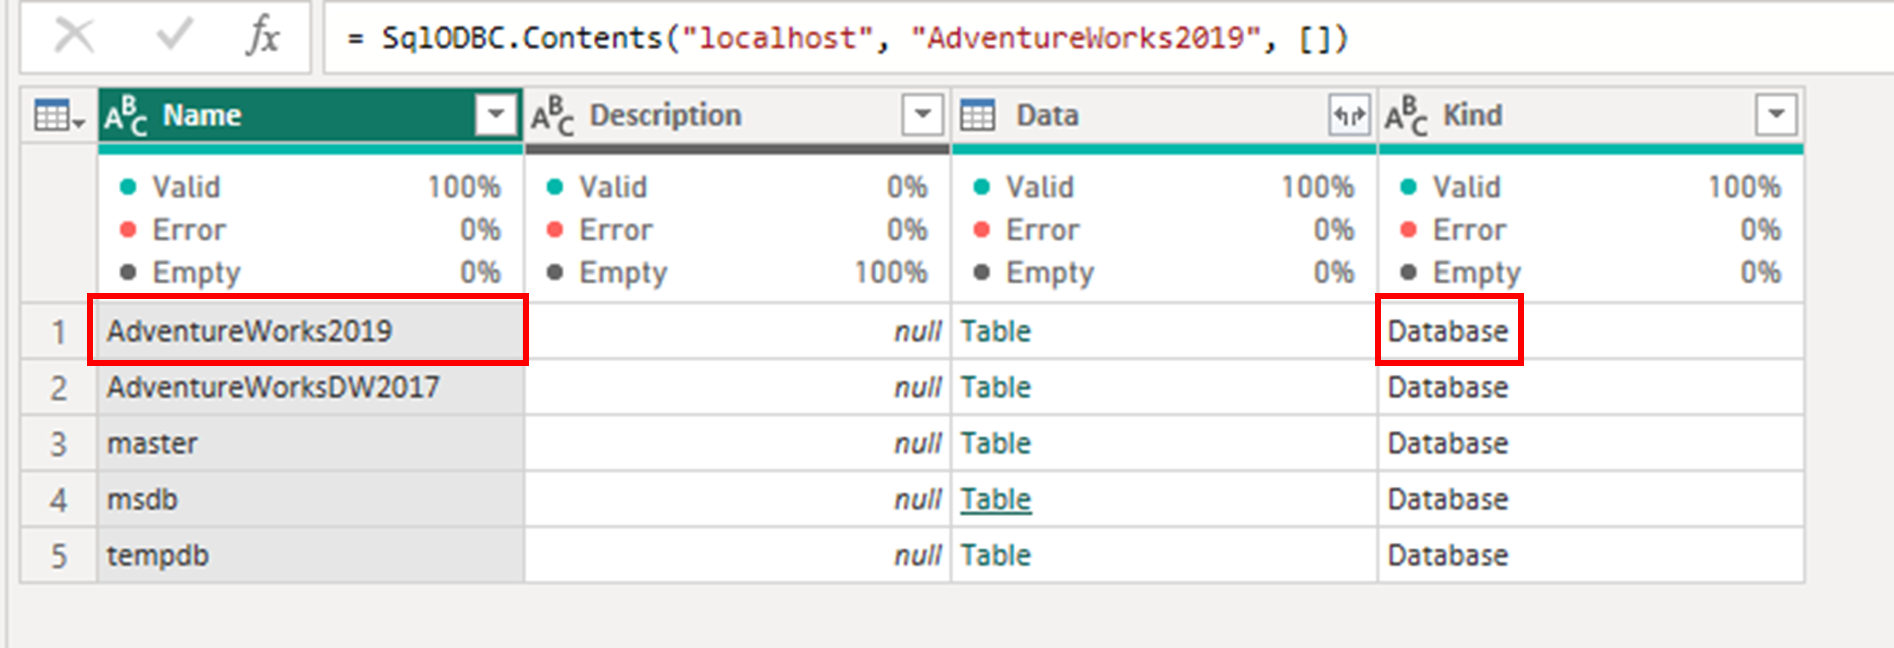 fx = SqlODBC.Contents("localhost", "AdventureWorks2019", [])
ABC Name ABC Description Data ABC Kind
Valid 100% Valid 0% Valid 100% Valid 100%
Error 0% Error 0% Error 0% Error 0%
Empty 0% Empty 100% Empty 0% Empty 0%
1 AdventureWorks2019 null Table Database
2 AdventureWorksDW2017 null Table Database
3 master null Table Database
4 msdb null Table Database
5 tempdb null Table Database